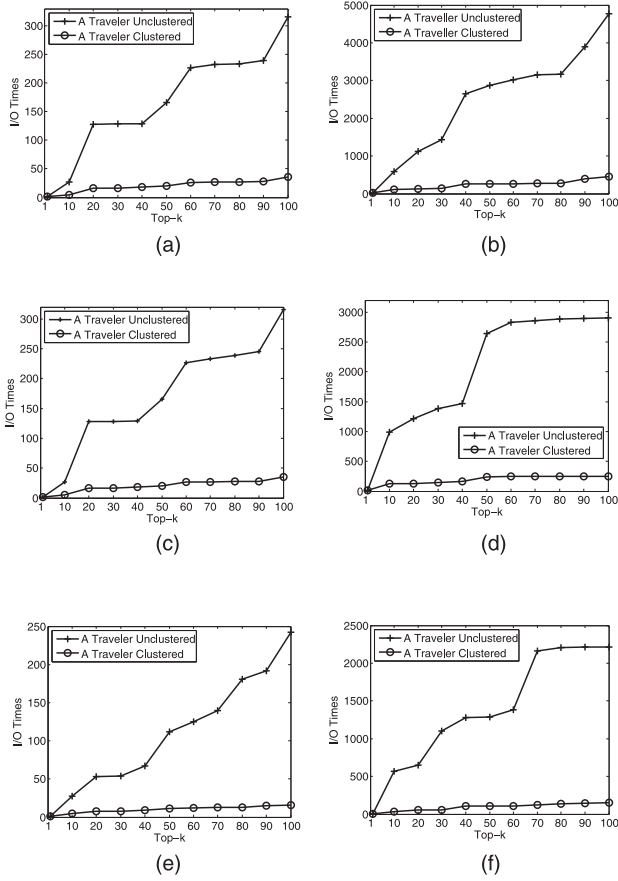 A Traveler Unclustered
A Traveler Clustered
300
250
200
150
100
50
0
I/O Times
1 10 20 30 40 50 60 70 80 90 100
Top-k
(a)
A Traveller Unclustered
A Traveller Clustered
5000
4000
3000
2000
1000
0
I/O Times
1 10 20 30 40 50 60 70 80 90 100
Top-k
(b)
A Traveler Unclustered
A Traveler Clustered
300
250
200
150
100
50
0
I/O Times
1 10 20 30 40 50 60 70 80 90 100
Top-k
(c)
3000
2500
2000
1500
1000
500
0
I/O Times
A Traveler Unclustered
A Traveler Clustered
1 10 20 30 40 50 60 70 80 90 100
Top-k
(d)
A Traveler Unclustered
A Traveler Clustered
250
200
150
100
50
0
I/O Times
1 10 20 30 40 50 60 70 80 90 100
Top-k
(e)
A Traveler Unclustered
A Traveler Clustered
2500
2000
1500
1000
500
0
I/O Times
1 10 20 30 40 50 60 70 80 90 100
Top-k
(f)